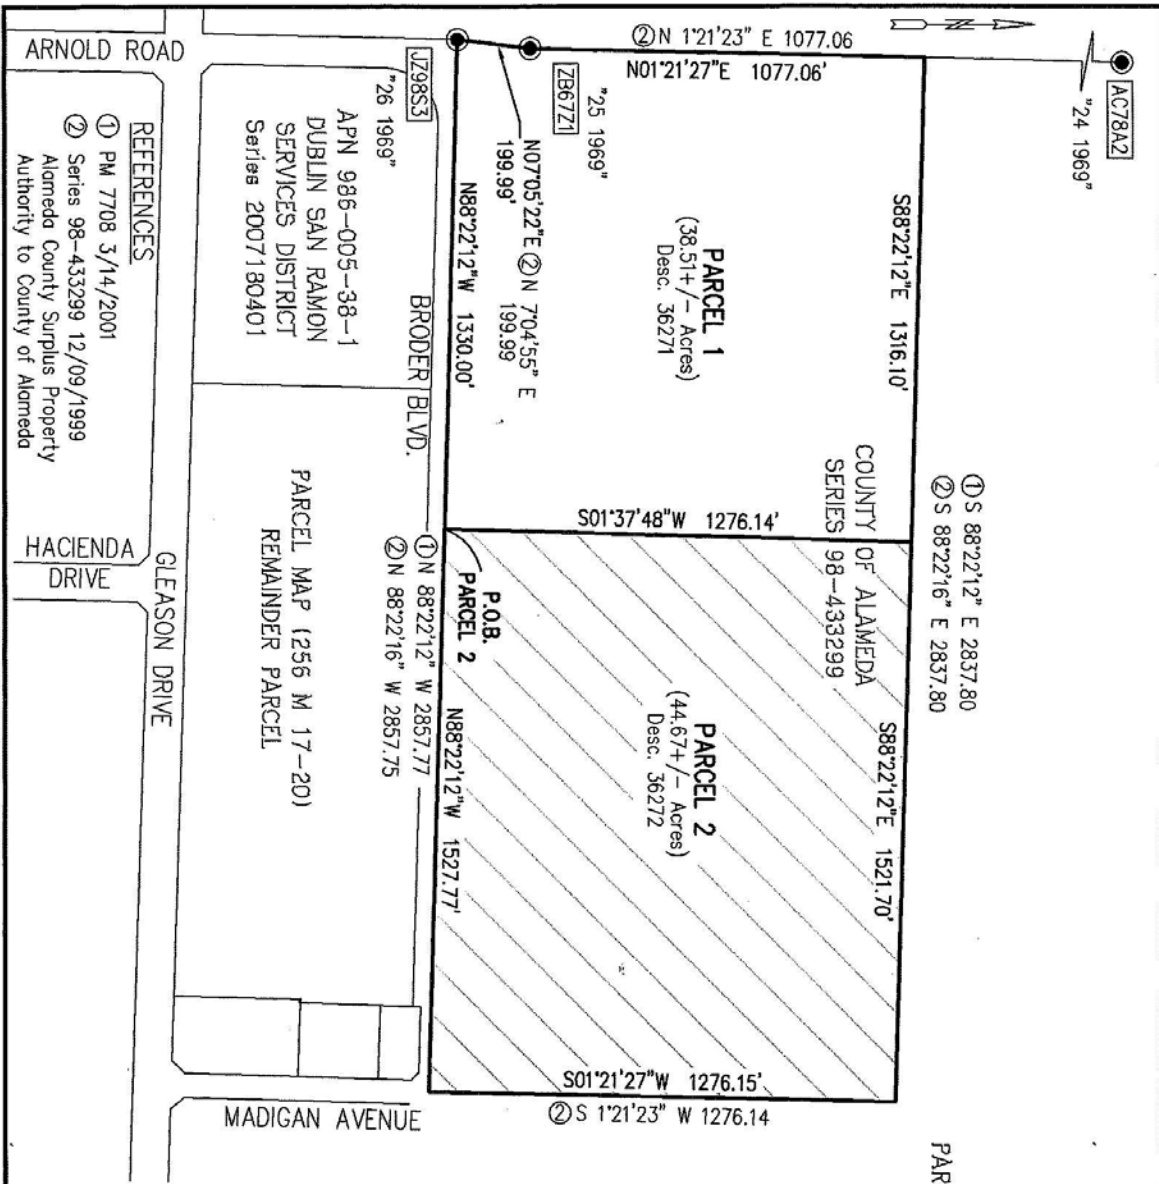 ARNOLD ROAD
JZ98S3
"26 1969"
ZB67Z1
"25 1969"
② N 1°21'23" E 1077.06
N01°21'27"E 1077.06'
N
AC78A2
"24 1969"
N07°05'22"E ② N 7°04'55" E
199.99' 199.99
PARCEL 1
(38.51+/- Acres)
Desc. 36271
S88°22'12"E 1316.10'
N88°22'12"W 1330.00'
① S 88°22'12" E 2837.80
② S 88°22'16" E 2837.80
COUNTY OF ALAMEDA
SERIES 98-433299
S01°37'48"W 1276.14'
P.O.B.
PARCEL 2
PARCEL 2
(44.67+/- Acres)
Desc. 36272
S88°22'12"E 1521.70'
N88°22'12"W 1527.77'
① N 88°22'12" W 2857.77
② N 88°22'16" W 2857.75
S01°21'27"W 1276.15'
② S 1°21'23" W 1276.14
BRODER BLVD.
APN 986-005-38-1
DUBLIN SAN RAMON
SERVICES DISTRICT
Series 2007180401
PARCEL MAP (256 M 17-20)
REMAINDER PARCEL
GLEASON DRIVE
HACIENDA
DRIVE
MADIGAN AVENUE
REFERENCES
① PM 7708 3/14/2001
② Series 98-433299 12/09/1999
Alameda County Surplus Property
Authority to County of Alameda
PAR